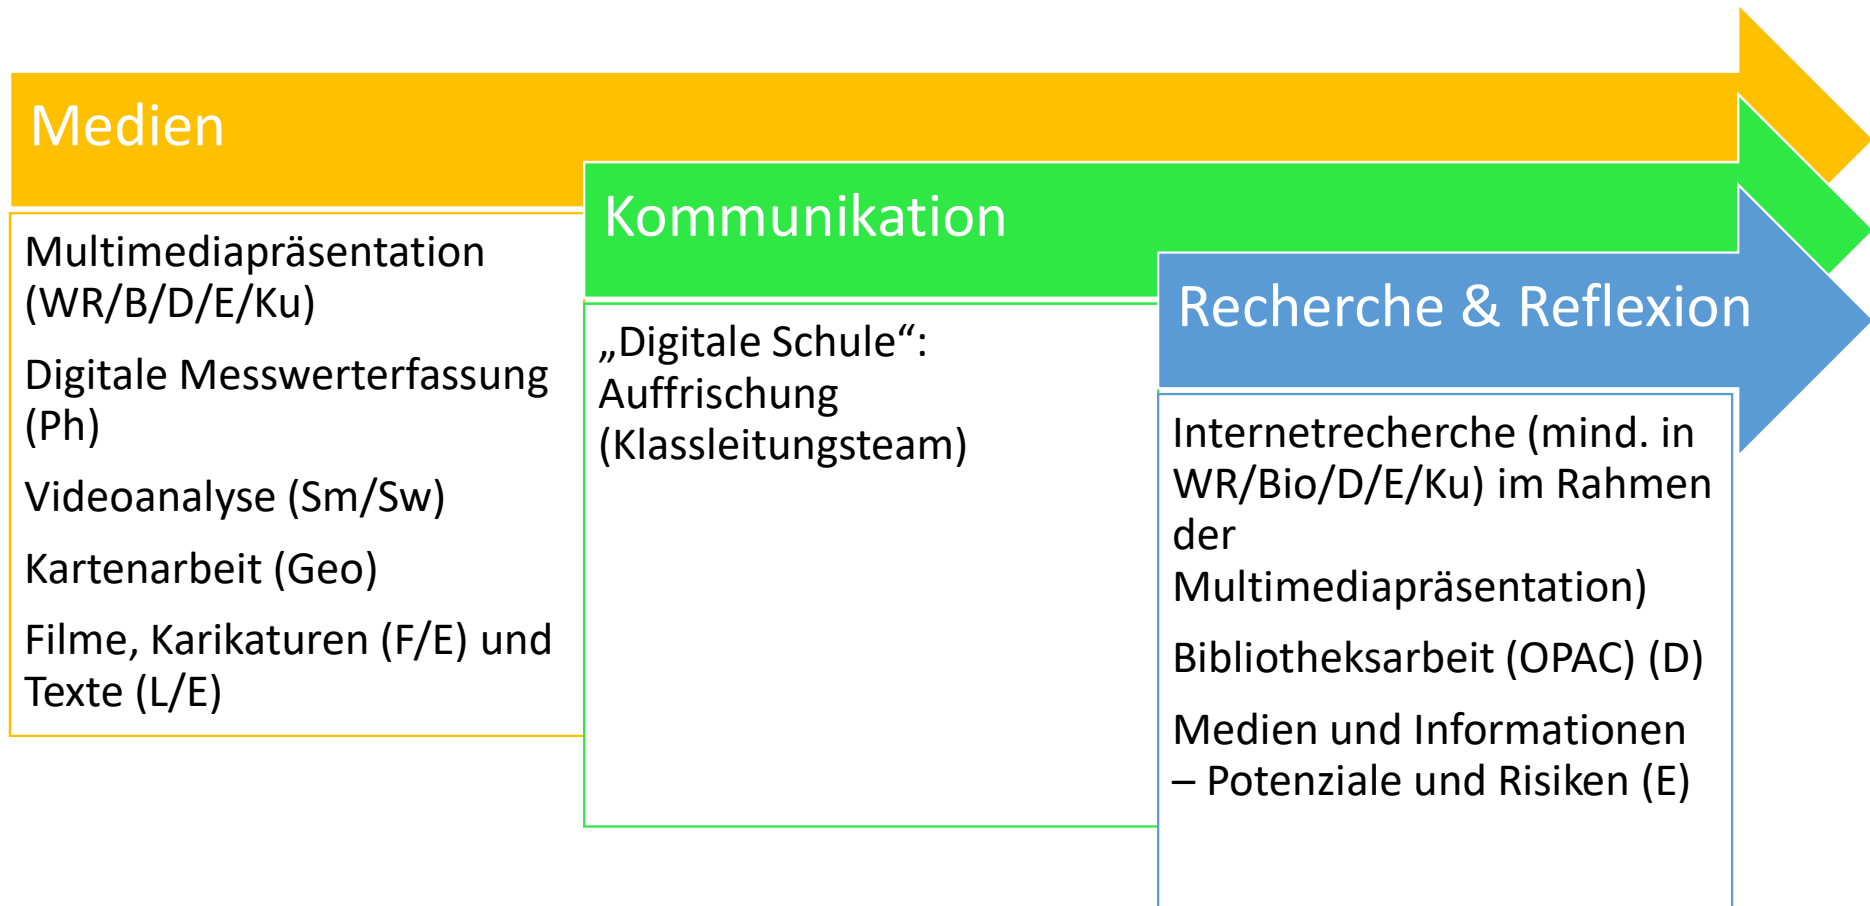 Medien
Multimediapräsentation
(WR/B/D/E/Ku)
Digitale Messwerterfassung
(Ph)
Videoanalyse (Sm/Sw)
Kartenarbeit (Geo)
Filme, Karikaturen (F/E) und
Texte (L/E)
Kommunikation
„Digitale Schule“:
Auffrischung
(Klassleitungsteam)
Recherche & Reflexion
Internetrecherche (mind. in
WR/Bio/D/E/Ku) im Rahmen
der
Multimediapräsentation)
Bibliotheksarbeit (OPAC) (D)
Medien und Informationen
– Potenziale und Risiken (E)